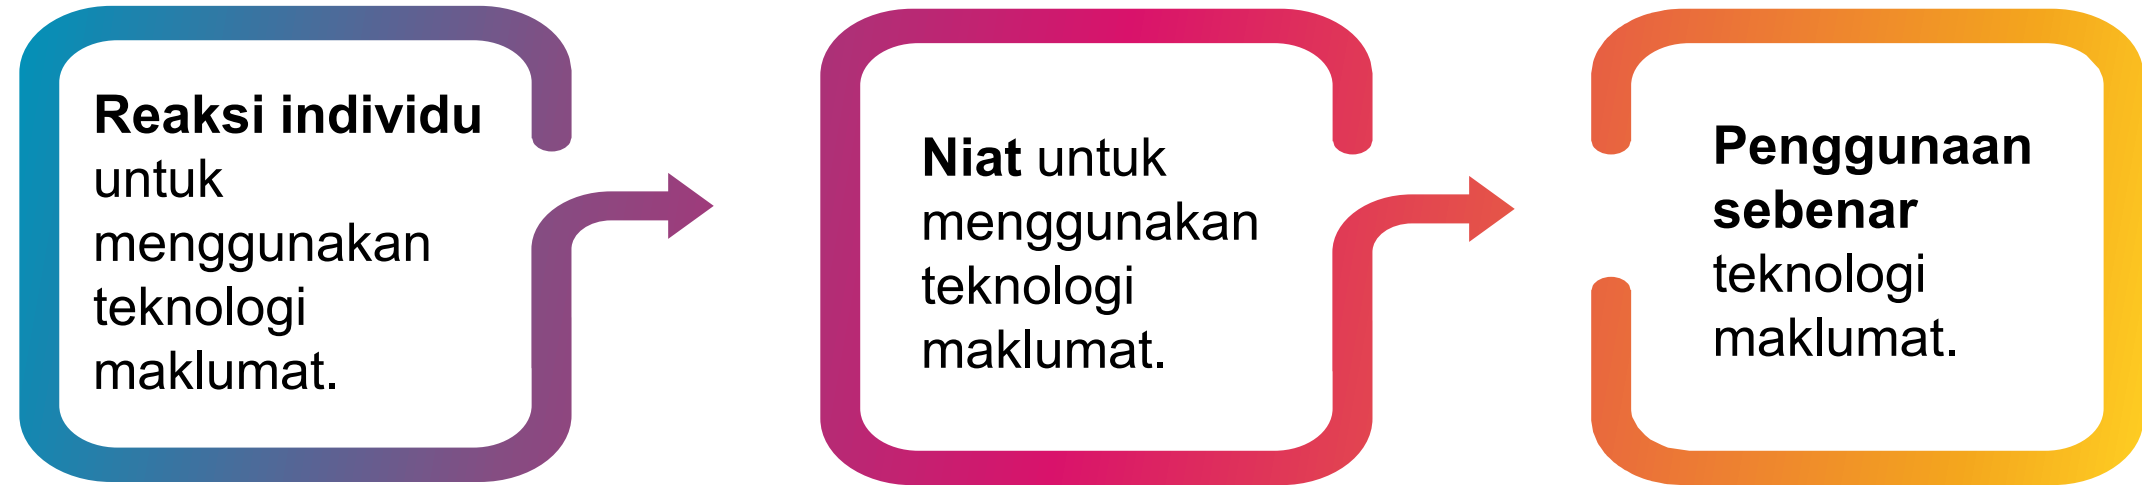 Reaksi individu
untuk
menggunakan
teknologi
maklumat.
Niat untuk
menggunakan
teknologi
maklumat.
Penggunaan
sebenar
teknologi
maklumat.